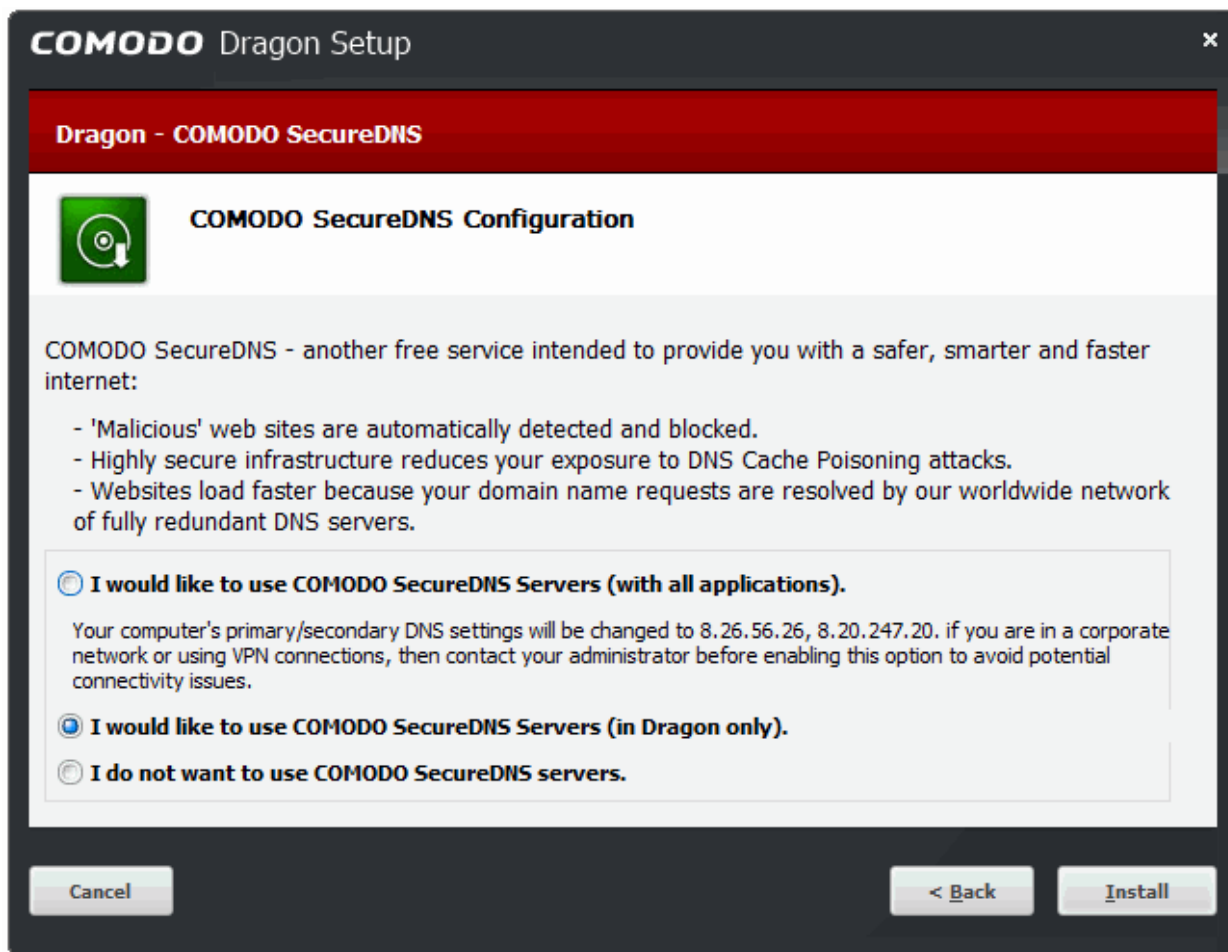 COMODO Dragon Setup
Dragon - COMODO SecureDNS
COMODO SecureDNS Configuration
COMODO SecureDNS - another free service intended to provide you with a safer, smarter and faster
internet:
- 'Malicious' web sites are automatically detected and blocked.
- Highly secure infrastructure reduces your exposure to DNS Cache Poisoning attacks.
- Websites load faster because your domain name requests are resolved by our worldwide network
of fully redundant DNS servers.
I would like to use COMODO SecureDNS Servers (with all applications).
Your computer's primary/secondary DNS settings will be changed to 8.26.56.26, 8.20.247.20. if you are in a corporate
network or using VPN connections, then contact your administrator before enabling this option to avoid potential
connectivity issues.
I would like to use COMODO SecureDNS Servers (in Dragon only).
I do not want to use COMODO SecureDNS servers.
Cancel
< Back
Install